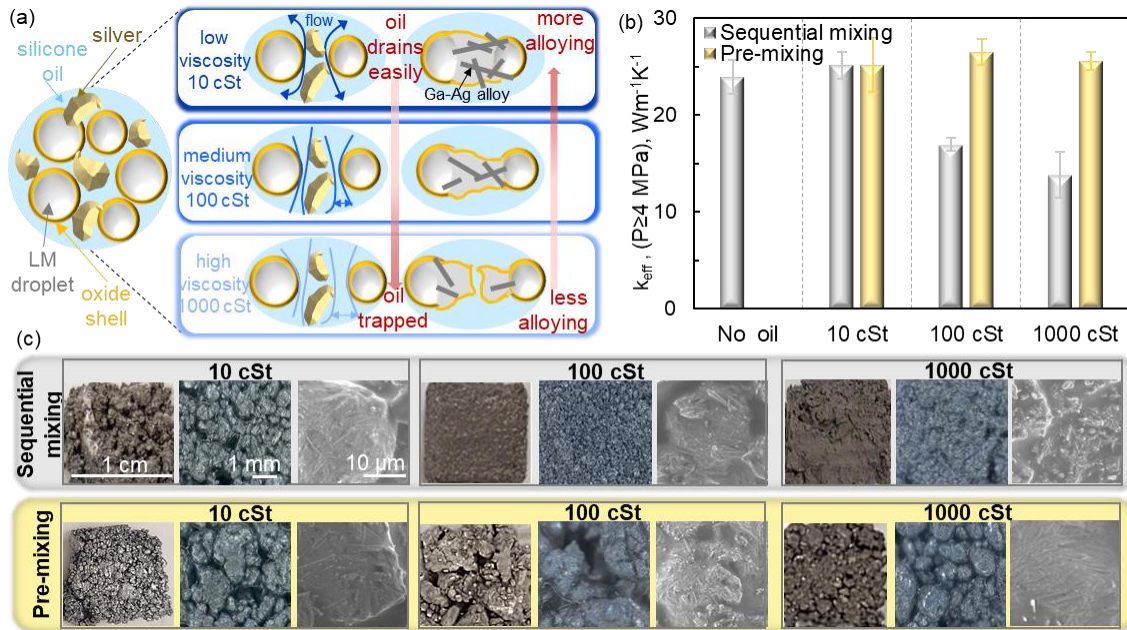 (a)
silicone
oil
silver
LM
droplet
oxide
shell
low
viscosity
10 cSt
flow
oil
drains
easily
Ga-Ag alloy
more
alloying
medium
viscosity
100 cSt
high
viscosity
1000 cSt
oil
trapped
less
alloying
(b)
k_eff , (P≥4 MPa), Wm⁻¹K⁻¹
30
20
10
0
Sequential mixing
Pre-mixing
No oil
10 cSt
100 cSt
1000 cSt
(c)
Sequential
mixing
10 cSt
100 cSt
1000 cSt
1 cm
1 mm
10 µm
Pre-mixing
10 cSt
100 cSt
1000 cSt